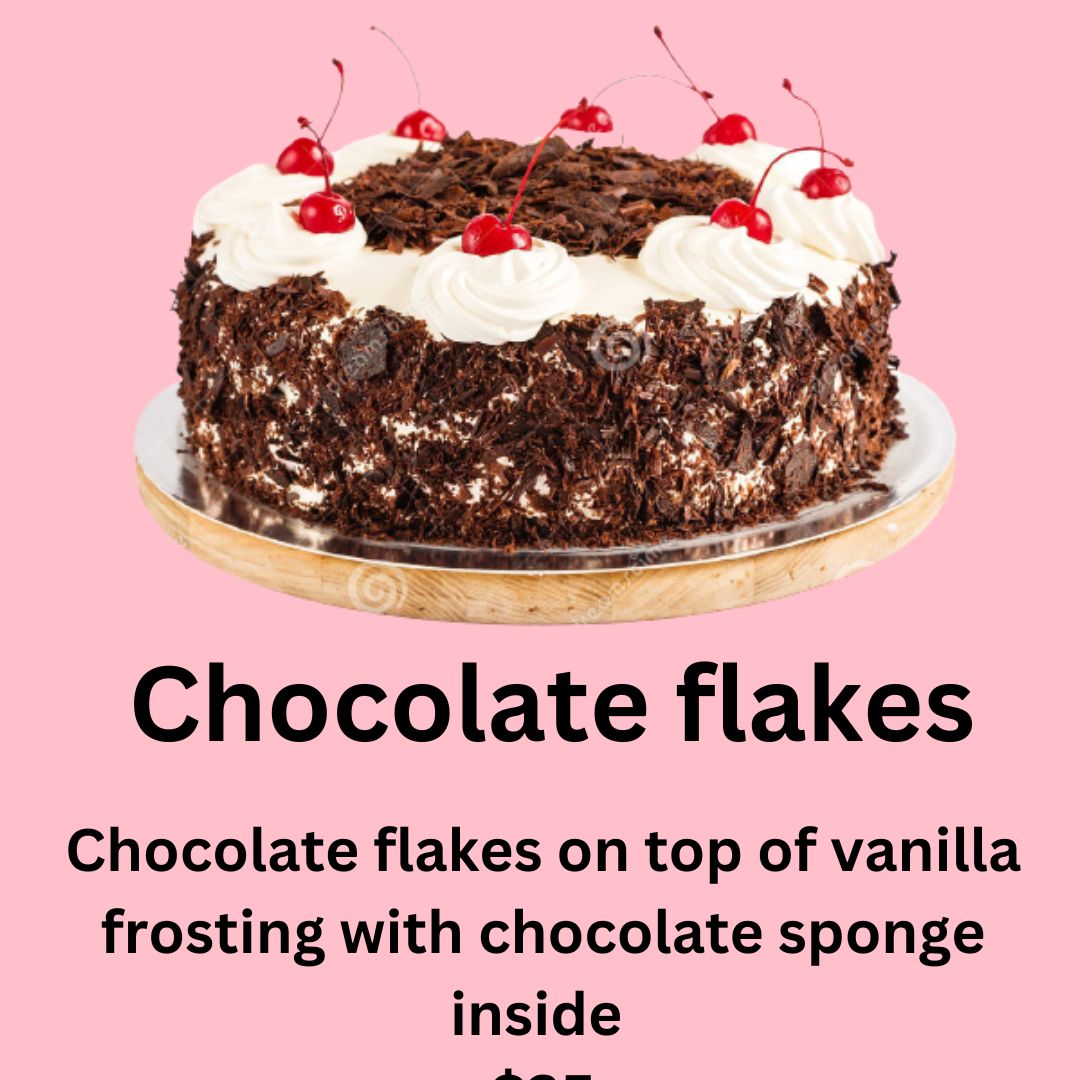 Chocolate flakes
Chocolate flakes on top of vanilla
frosting with chocolate sponge
inside